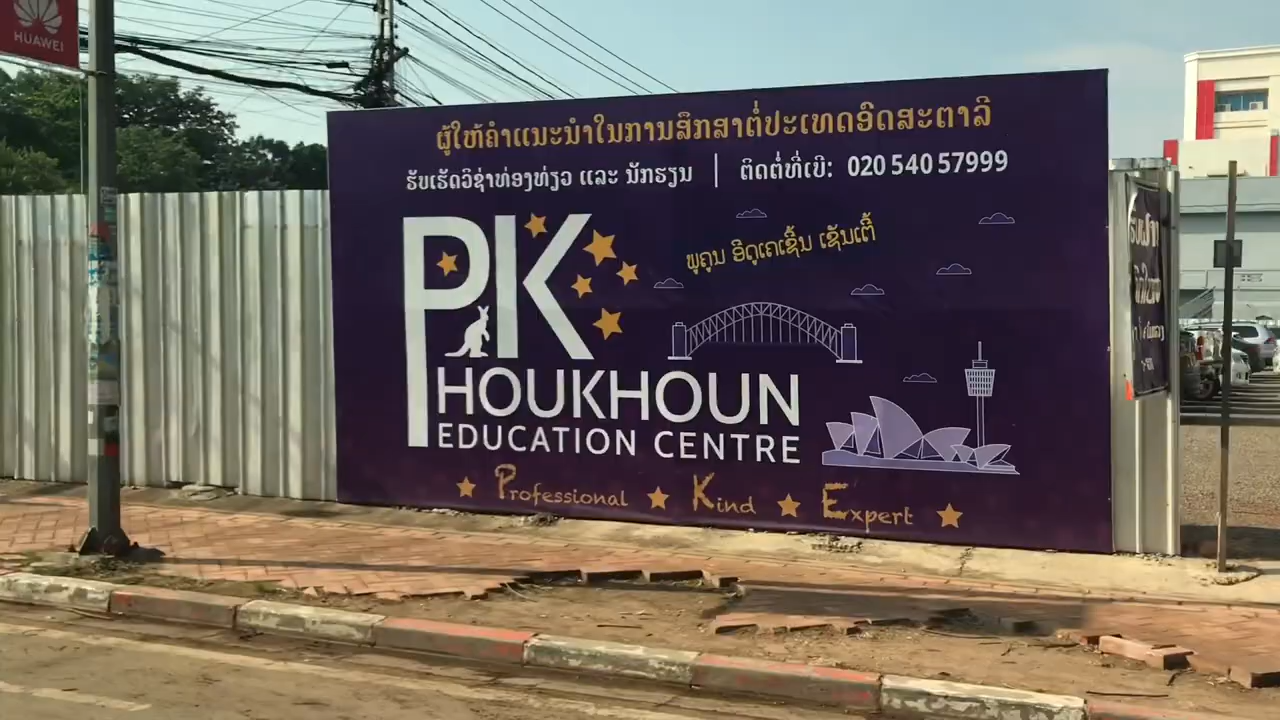 HUAWEI
ຜູ້ໃຫ້ຄຳແນະນຳໃນການສຶກສາຕໍ່ປະເທດອົດສະຕາລີ
ຮັບເຮັດວິຊ່າທ່ອງທ່ຽວ ແລະ ນັກຮຽນ | ຕິດຕໍ່ທີ່ເບີ: 020 540 57999
PK
ພູຄູນ ອີດູເຄເຊິ້ນ ເຊັນເຕີ້
HOUKHOUN
EDUCATION CENTRE
Professional Kind Expert